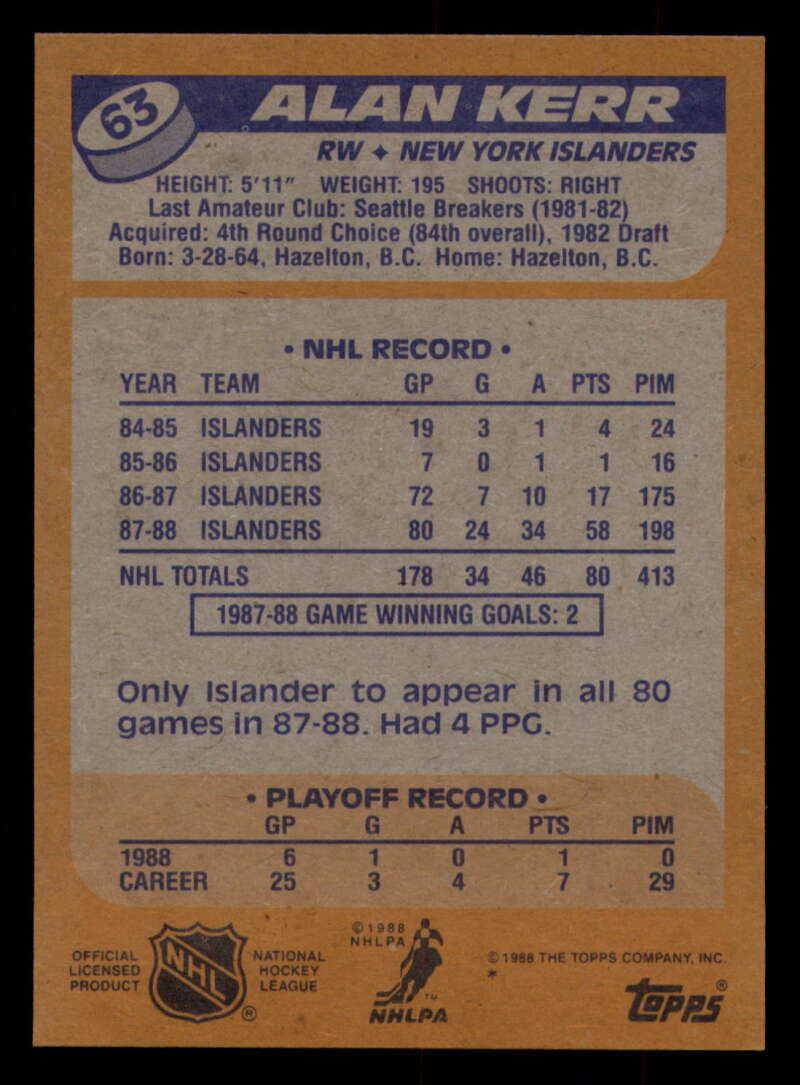 63
ALAN KERR
RW ✦ NEW YORK ISLANDERS
HEIGHT: 5'11" WEIGHT: 195 SHOOTS: RIGHT
Last Amateur Club: Seattle Breakers (1981-82)
Acquired: 4th Round Choice (84th overall), 1982 Draft
Born: 3-28-64, Hazelton, B.C. Home: Hazelton, B.C.
• NHL RECORD •
YEAR TEAM GP G A PTS PIM
84-85 ISLANDERS 19 3 1 4 24
85-86 ISLANDERS 7 0 1 1 16
86-87 ISLANDERS 72 7 10 17 175
87-88 ISLANDERS 80 24 34 58 198
NHL TOTALS 178 34 46 80 413
1987-88 GAME WINNING GOALS: 2
Only Islander to appear in all 80
games in 87-88. Had 4 PPG.
• PLAYOFF RECORD •
GP G A PTS PIM
1988 6 1 0 1 0
CAREER 25 3 4 7 29
OFFICIAL
LICENSED
PRODUCT
NHL ®
NATIONAL
HOCKEY
LEAGUE
©1988
NHLPA
TM
NHLPA
©1988 THE TOPPS COMPANY, INC.
*
TOPPS ®